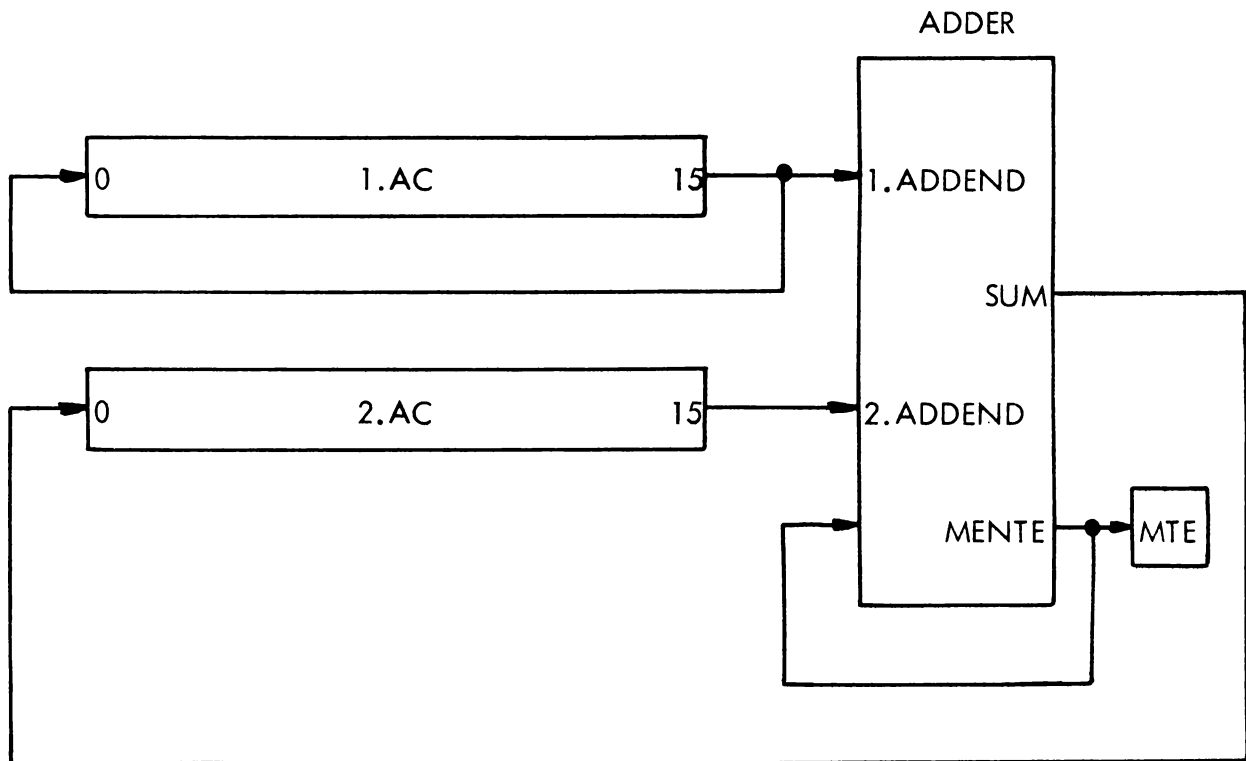 ADDER
0 1.AC 15
1.ADDEND
SUM
0 2.AC 15
2.ADDEND
MENTE
MTE